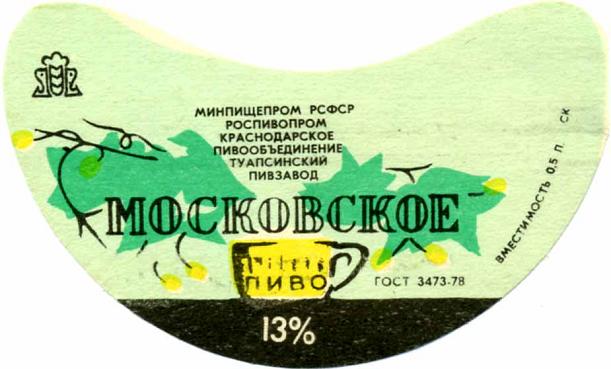 МИНПИЩЕПРОМ РСФСР
РОСПИВОПРОМ
КРАСНОДАРСКОЕ
ПИВООБЪЕДИНЕНИЕ
ТУАПСИНСКИЙ
ПИВЗАВОД
МОСКОВСКОЕ
ПИВО
ГОСТ 3473-78
ВМЕСТИМОСТЬ 0,5 Л. СК
13%